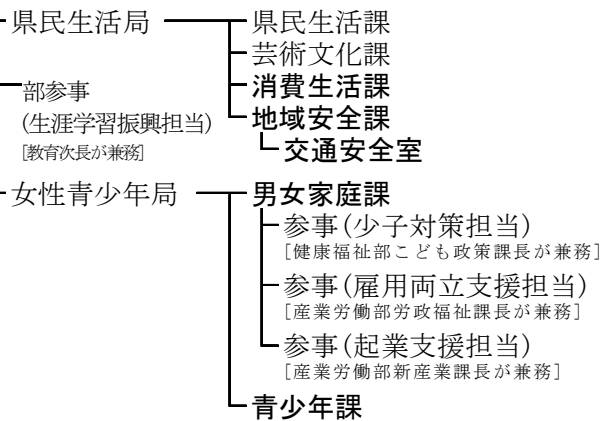 県民生活局
県民生活課
芸術文化課
消費生活課
地域安全課
交通安全室
部参事
(生涯学習振興担当)
[教育次長が兼務]
女性青少年局
男女家庭課
参事(少子対策担当)
[健康福祉部こども政策課長が兼務]
参事(雇用両立支援担当)
[産業労働部労政福祉課長が兼務]
参事(起業支援担当)
[産業労働部新産業課長が兼務]
青少年課